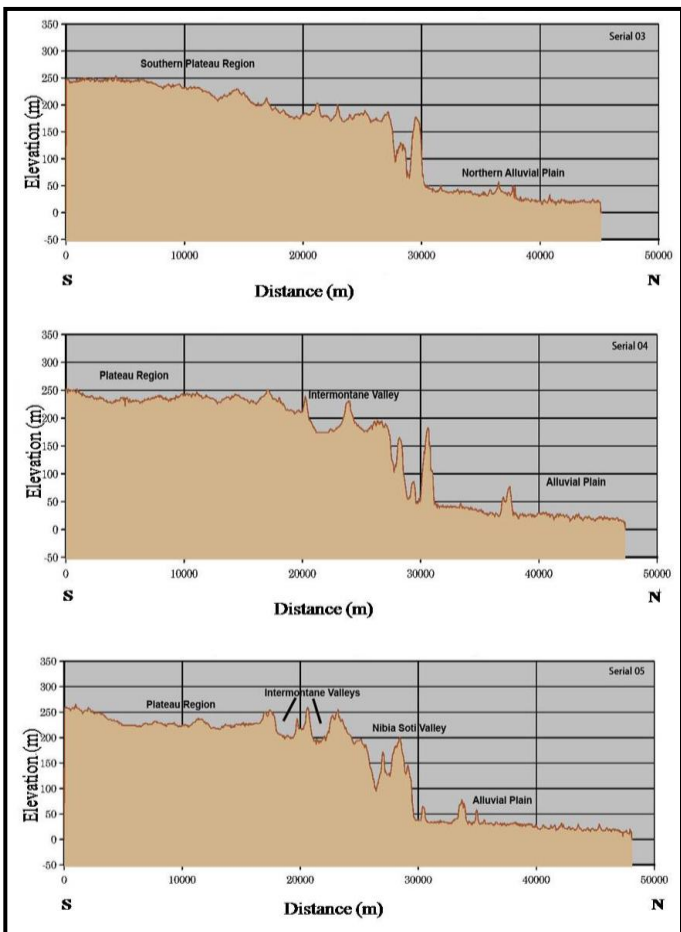 Serial 03
350
300
250
200
150
100
50
0
-50
Elevation (m)
Southern Plateau Region
Northern Alluvial Plain
0 10000 20000 30000 40000 50000
S N
Distance (m)
Serial 04
350
300
250
200
150
100
50
0
-50
Elevation (m)
Plateau Region
Intermontane Valley
Alluvial Plain
0 10000 20000 30000 40000 50000
S N
Distance (m)
Serial 05
350
300
250
200
150
100
50
0
-50
Elevation (m)
Intermontane Valleys
Plateau Region
Nibia Soti Valley
Alluvial Plain
0 10000 20000 30000 40000 50000
S N
Distance (m)